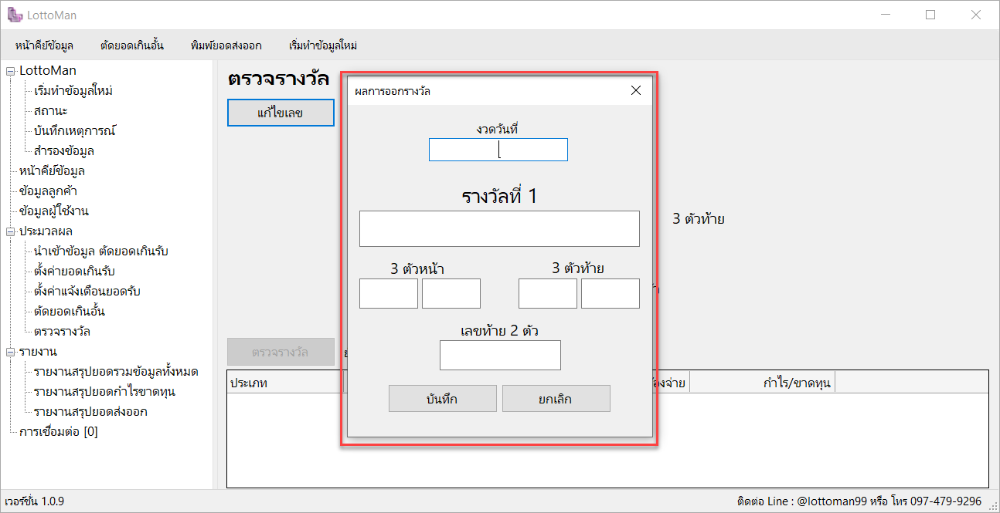 LottoMan
หน้าคีย์ข้อมูล ตัดยอดเกินอั้น พิมพ์ยอดส่งออก เริ่มทำข้อมูลใหม่
LottoMan
เริ่มทำข้อมูลใหม่
สถานะ
บันทึกเหตุการณ์
สำรองข้อมูล
หน้าคีย์ข้อมูล
ข้อมูลลูกค้า
ข้อมูลผู้ใช้งาน
ประมวลผล
นำเข้าข้อมูล ตัดยอดเกินรับ
ตั้งค่ายอดเกินรับ
ตั้งค่าแจ้งเตือนยอดรับ
ตัดยอดเกินอั้น
ตรวจรางวัล
รายงาน
รายงานสรุปยอดรวมข้อมูลทั้งหมด
รายงานสรุปยอดกำไรขาดทุน
รายงานสรุปยอดส่งออก
การเชื่อมต่อ [0]
ตรวจรางวัล
แก้ไขเลข
ผลการออกรางวัล
งวดวันที่
รางวัลที่ 1
3 ตัวหน้า 3 ตัวท้าย
เลขท้าย 2 ตัว
บันทึก ยกเลิก
3 ตัวท้าย
ตรวจรางวัล
ประเภท กำไร/ขาดทุน
เวอร์ชั่น 1.0.9
ติดต่อ Line : @lottoman99 หรือ โทร 097-479-9296